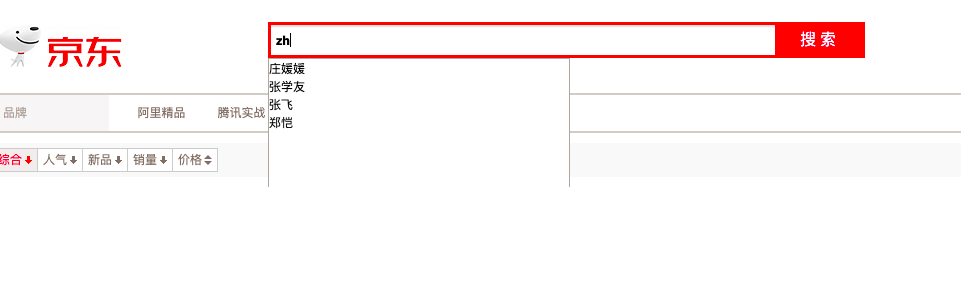 京东
zh
搜 索
庄媛媛
张学友
张飞
郑恺
品牌
阿里精品
腾讯实战
综合
人气
新品
销量
价格